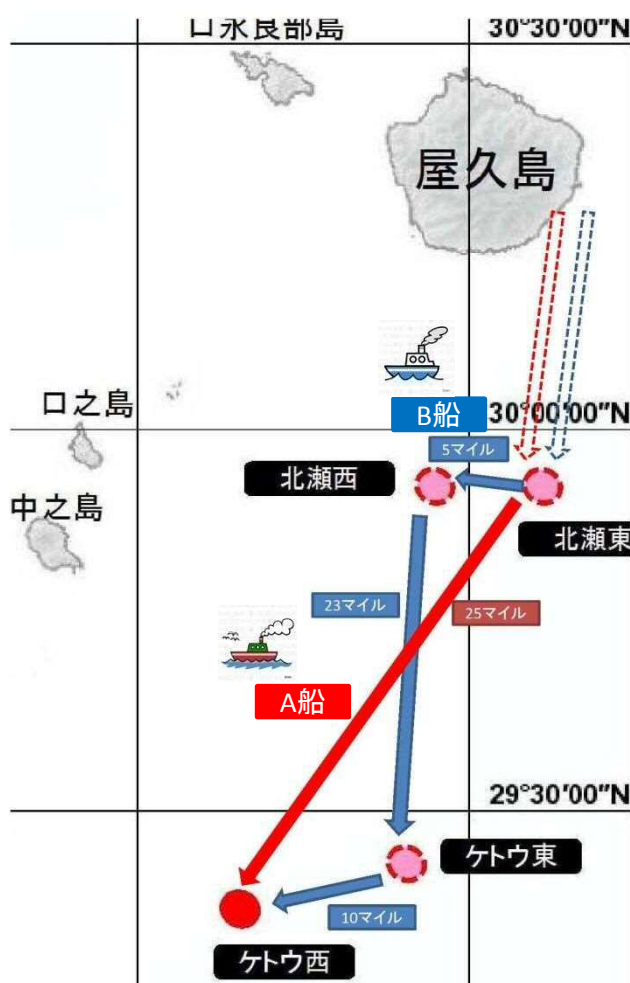 口永良部島
30°30′00″N
屋久島
口之島
30°00′00″N
B船
5マイル
北瀬西
中之島
北瀬東
23マイル
25マイル
A船
29°30′00″N
ケトウ東
10マイル
ケトウ西